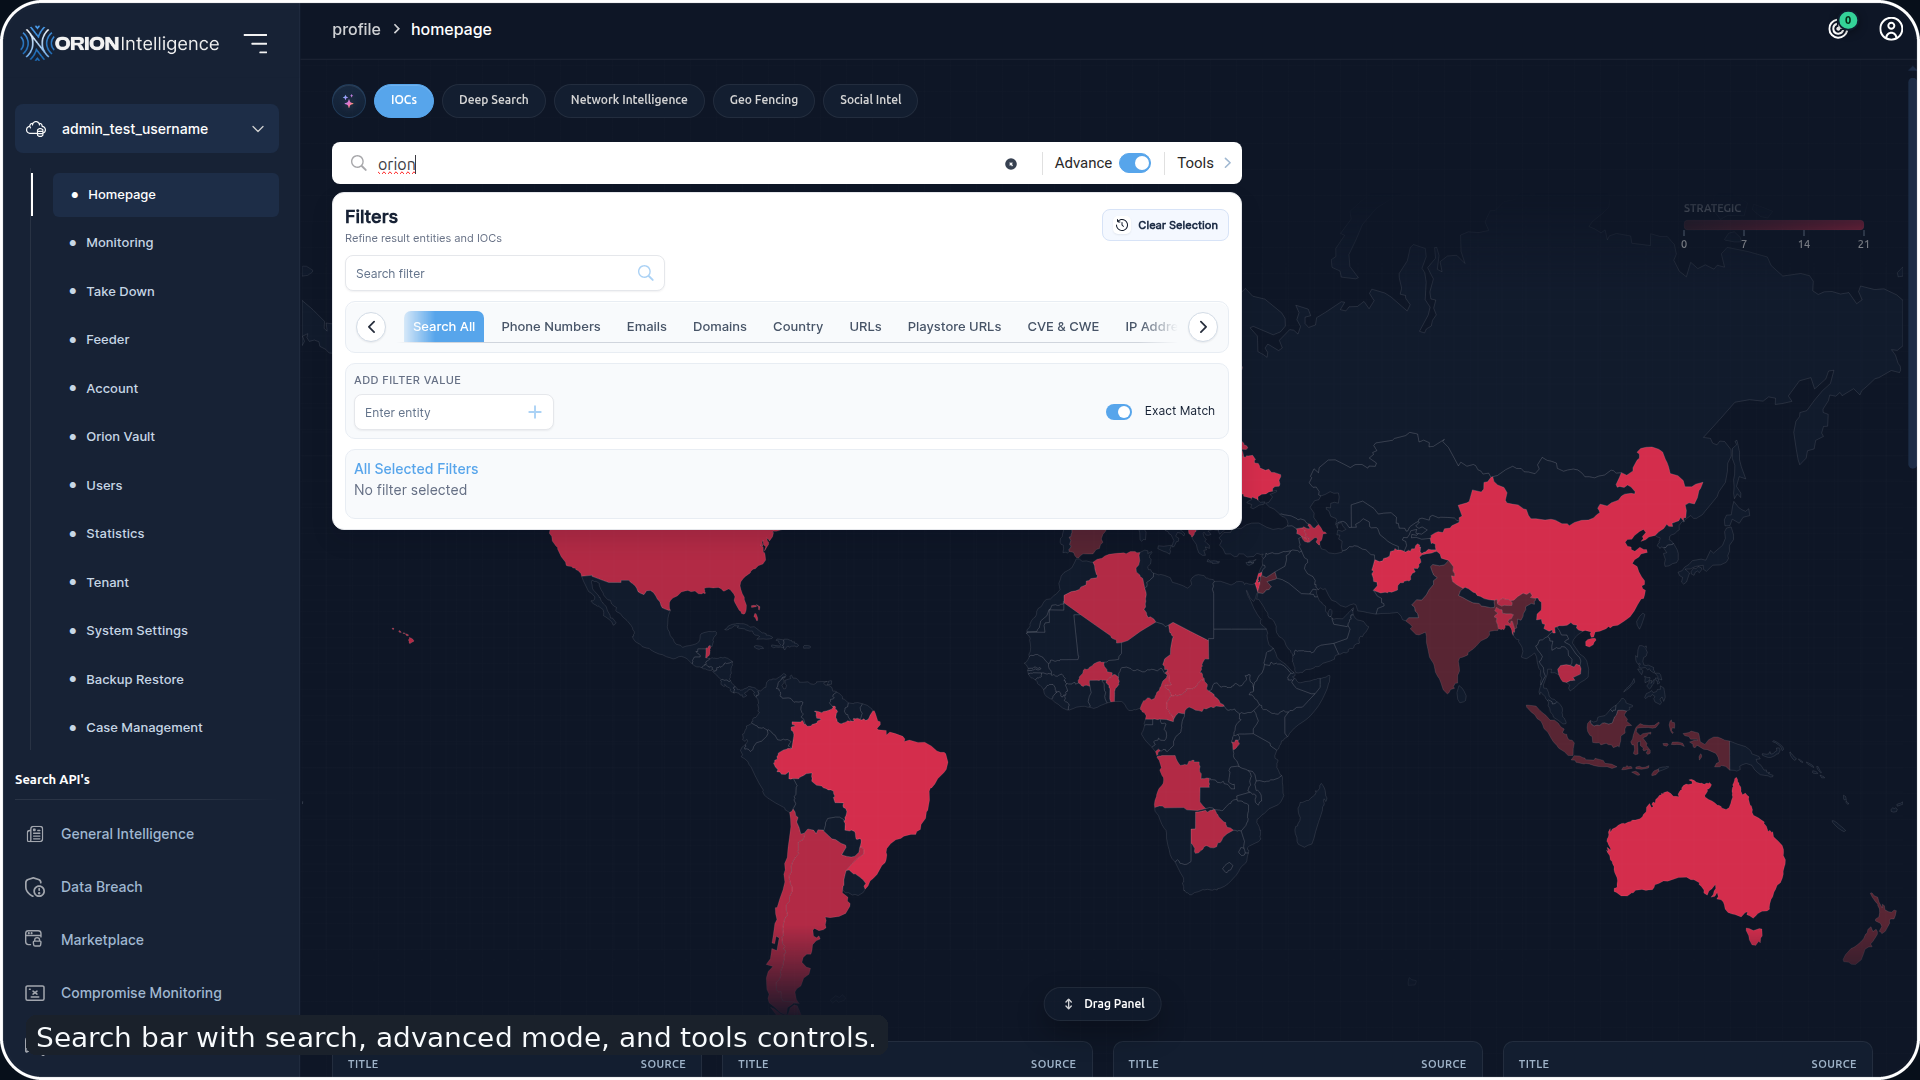 ORIONIntelligence
profile > homepage
0
admin_test_username
Homepage
Monitoring
Take Down
Feeder
Account
Orion Vault
Users
Statistics
Tenant
System Settings
Backup Restore
Case Management
Search API's
General Intelligence
Data Breach
Marketplace
Compromise Monitoring
IOCs
Deep Search
Network Intelligence
Geo Fencing
Social Intel
orion
Advance
Tools
Filters
Refine result entities and IOCs
Clear Selection
Search filter
Search All
Phone Numbers
Emails
Domains
Country
URLs
Playstore URLs
CVE & CWE
IP Addre
ADD FILTER VALUE
Enter entity
Exact Match
All Selected Filters
No filter selected
STRATEGIC
0 7 14 21
Drag Panel
Search bar with search, advanced mode, and tools controls.
TITLE SOURCE
TITLE SOURCE
TITLE SOURCE
TITLE SOURCE